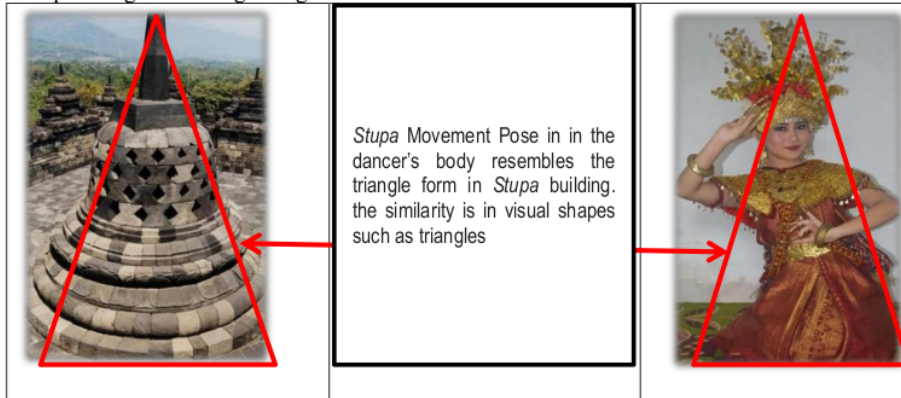 Stupa Movement Pose in in the
dancer's body resembles the
triangle form in Stupa building.
the similarity is in visual shapes
such as triangles